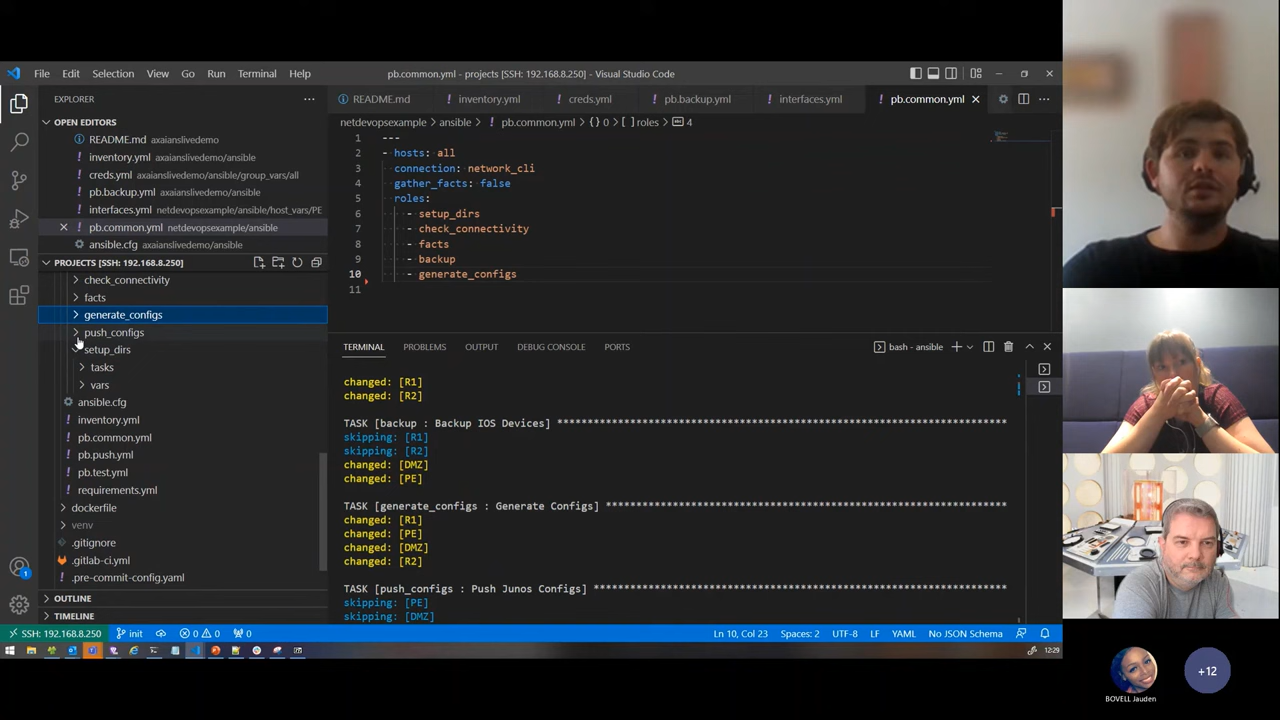 File Edit Selection View Go Run Terminal Help
pb.common.yml - projects [SSH: 192.168.8.250] - Visual Studio Code
EXPLORER
OPEN EDITORS
README.md axaianslivedemo
inventory.yml axaianslivedemo/ansible
creds.yml axaianslivedemo/ansible/group_vars/all
pb.backup.yml axaianslivedemo/ansible
interfaces.yml netdevopsexample/ansible/host_vars/PE
pb.common.yml netdevopsexample/ansible
ansible.cfg axaianslivedemo/ansible
PROJECTS [SSH: 192.168.8.250]
check_connectivity
facts
generate_configs
push_configs
setup_dirs
tasks
vars
ansible.cfg
inventory.yml
pb.common.yml
pb.push.yml
pb.test.yml
requirements.yml
dockerfile
venv
.gitignore
.gitlab-ci.yml
.pre-commit-config.yaml
OUTLINE
TIMELINE
README.md inventory.yml creds.yml pb.backup.yml interfaces.yml pb.common.yml
netdevopsexample > ansible > pb.common.yml > {} 0 > [ ] roles > 4
1 ---
2 - hosts: all
3 connection: network_cli
4 gather_facts: false
5 roles:
6 - setup_dirs
7 - check_connectivity
8 - facts
9 - backup
10 - generate_configs
11
TERMINAL PROBLEMS OUTPUT DEBUG CONSOLE PORTS
bash - ansible
changed: [R1]
changed: [R2]
TASK [backup : Backup IOS Devices] *********************************************************
skipping: [R1]
skipping: [R2]
changed: [DMZ]
changed: [PE]
TASK [generate_configs : Generate Configs] **************************************************
changed: [R1]
changed: [PE]
changed: [DMZ]
changed: [R2]
TASK [push_configs : Push Junos Configs] ****************************************************
skipping: [PE]
skipping: [DMZ]
SSH: 192.168.8.250 init 0 0 0 Ln 10, Col 23 Spaces: 2 UTF-8 LF YAML No JSON Schema
1
12:29
+12
BOVELL Jauden